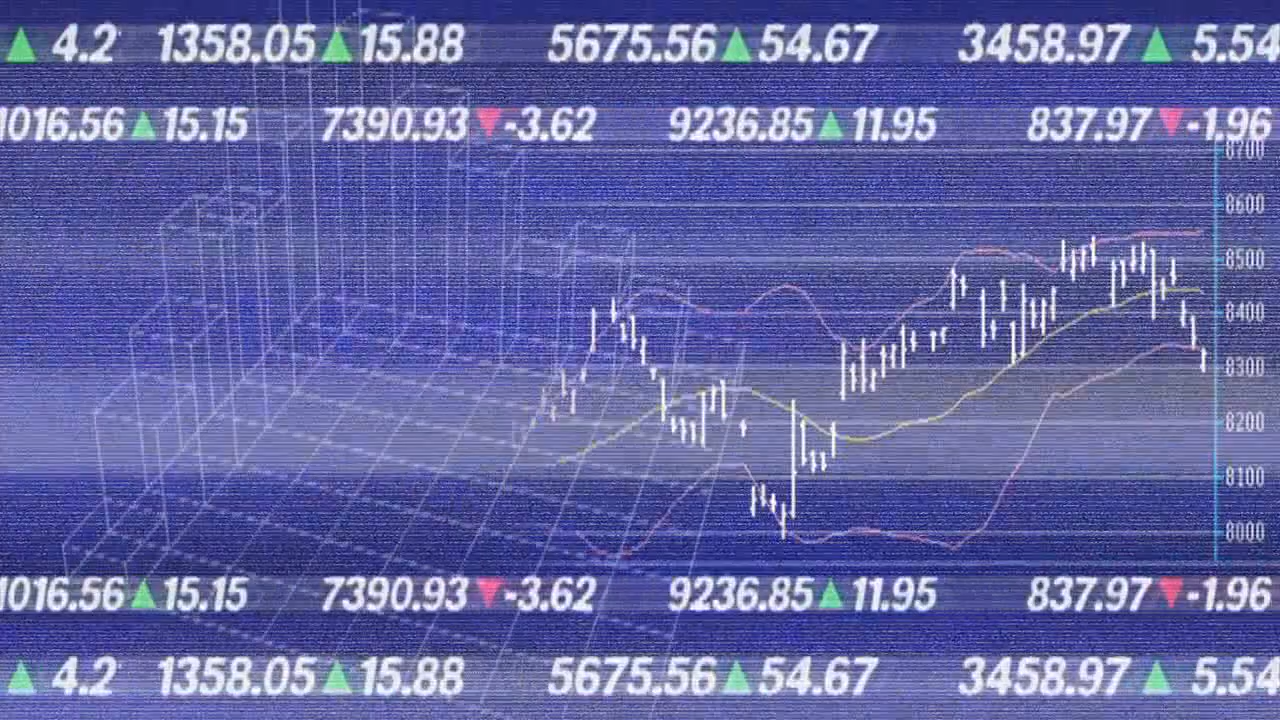 ▲ 4.2 1358.05 ▲ 15.88 5675.56 ▲ 54.67 3458.97 ▲ 5.54
1016.56 ▲ 15.15 7390.93 ▼ -3.62 9236.85 ▲ 11.95 837.97 ▼ -1.96
8700
8600
8500
8400
8300
8200
8100
8000
1016.56 ▲ 15.15 7390.93 ▼ -3.62 9236.85 ▲ 11.95 837.97 ▼ -1.96
▲ 4.2 1358.05 ▲ 15.88 5675.56 ▲ 54.67 3458.97 ▲ 5.54